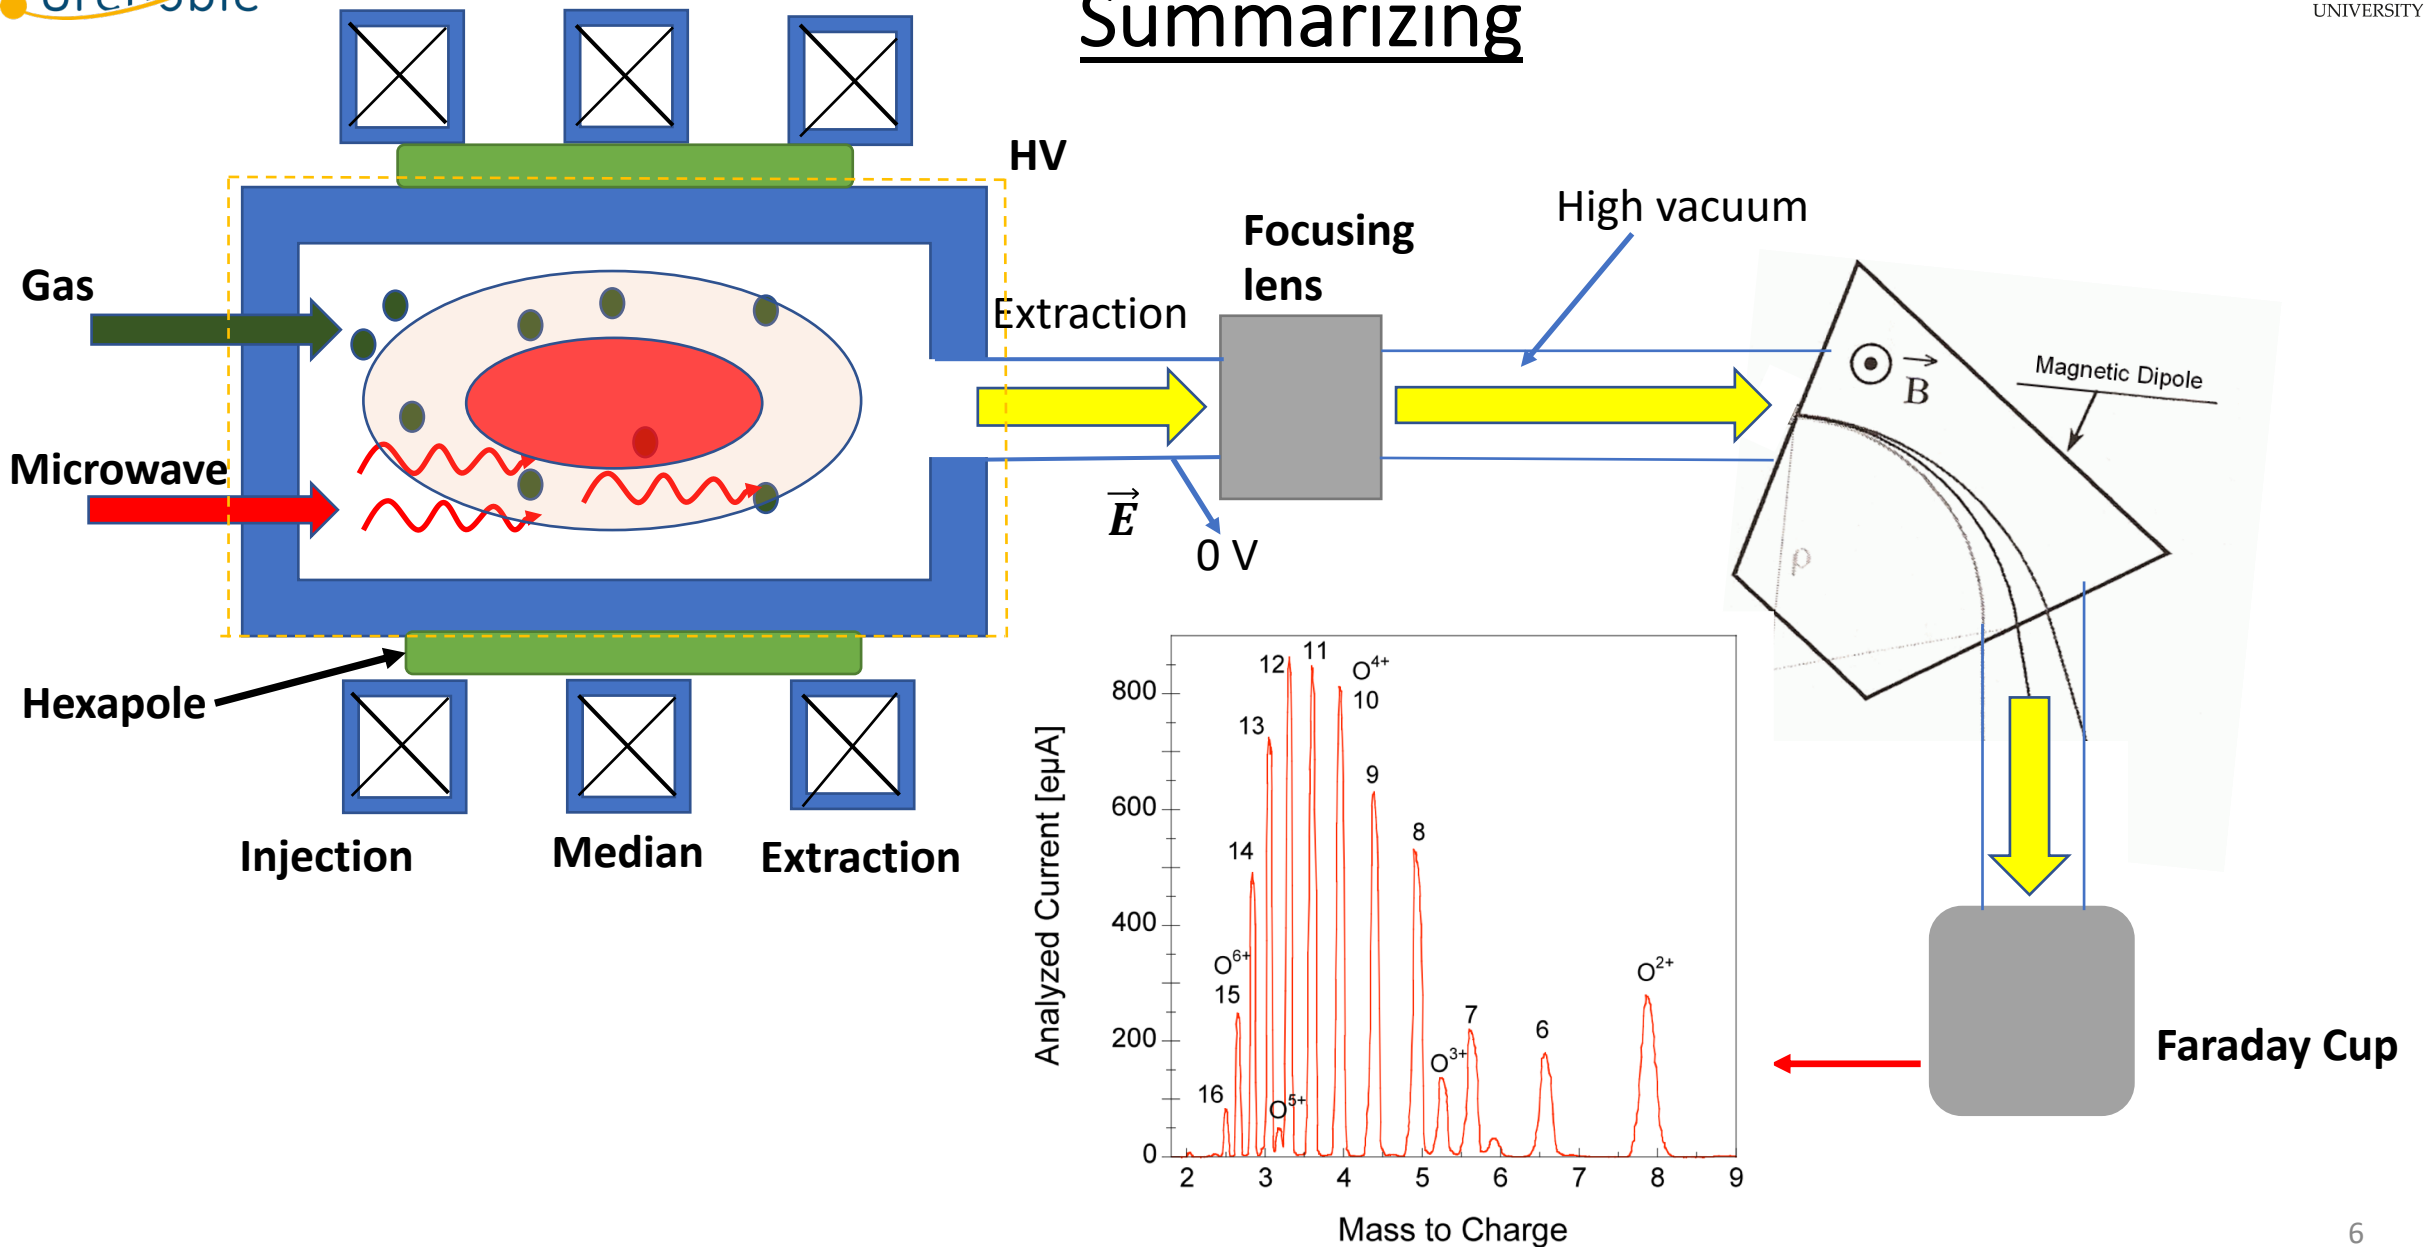 Summarizing
UNIVERSITY
HV
High vacuum
Focusing
lens
Gas
Extraction
B
Magnetic Dipole
Microwave
E
0 V
ρ
Hexapole
Injection
Median
Extraction
Analyzed Current [eμA]
800
600
400
200
0
12
11
O4+
10
13
9
8
14
O6+
15
O2+
7
6
O3+
16
O5+
2 3 4 5 6 7 8 9
Mass to Charge
Faraday Cup
6